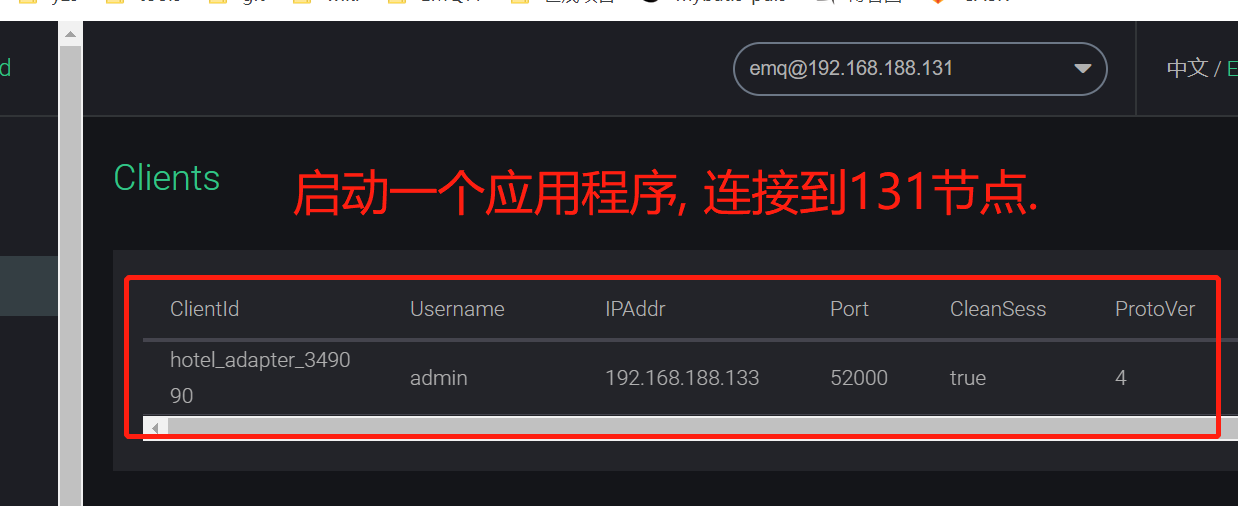 emq@192.168.188.131
中文 /
Clients
启动一个应用程序, 连接到131节点.
ClientId Username IPAddr Port CleanSess ProtoVer
hotel_adapter_3490
90 admin 192.168.188.133 52000 true 4